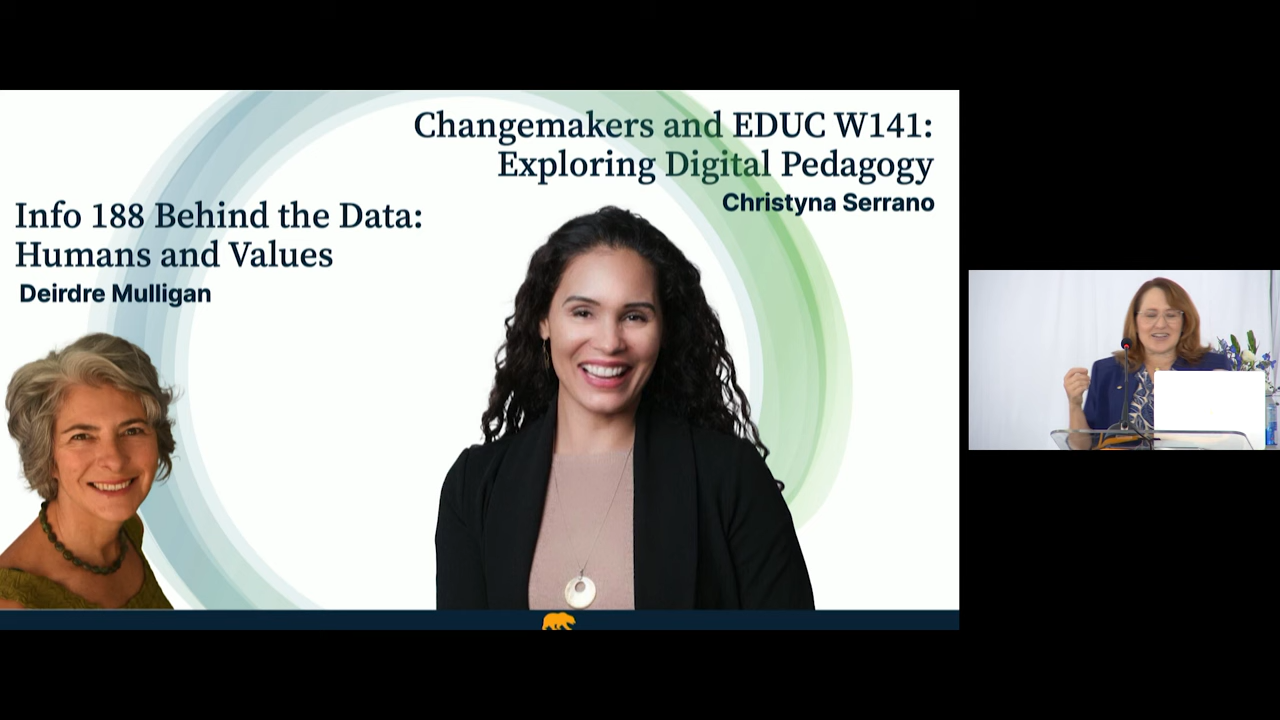 Changemakers and EDUC W141:
Exploring Digital Pedagogy
Christyna Serrano
Info 188 Behind the Data:
Humans and Values
Deirdre Mulligan